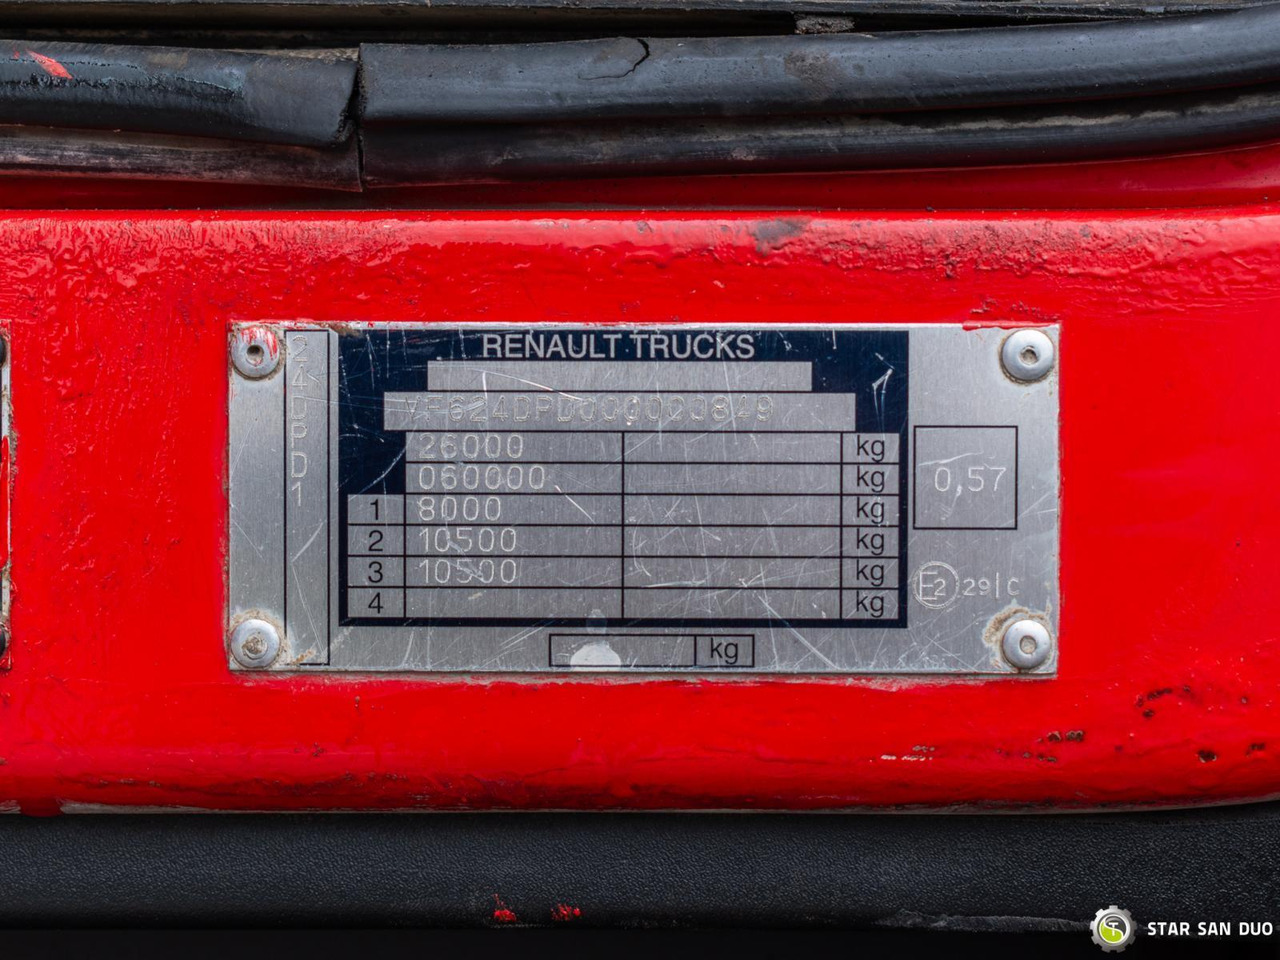 RENAULT TRUCKS
24DPD1
VF624DPD000020849
26000 kg
060000 kg
1 8000 kg
2 10500 kg
3 10500 kg
4 kg
kg
0,57
E2 29|C
STAR SAN DUO